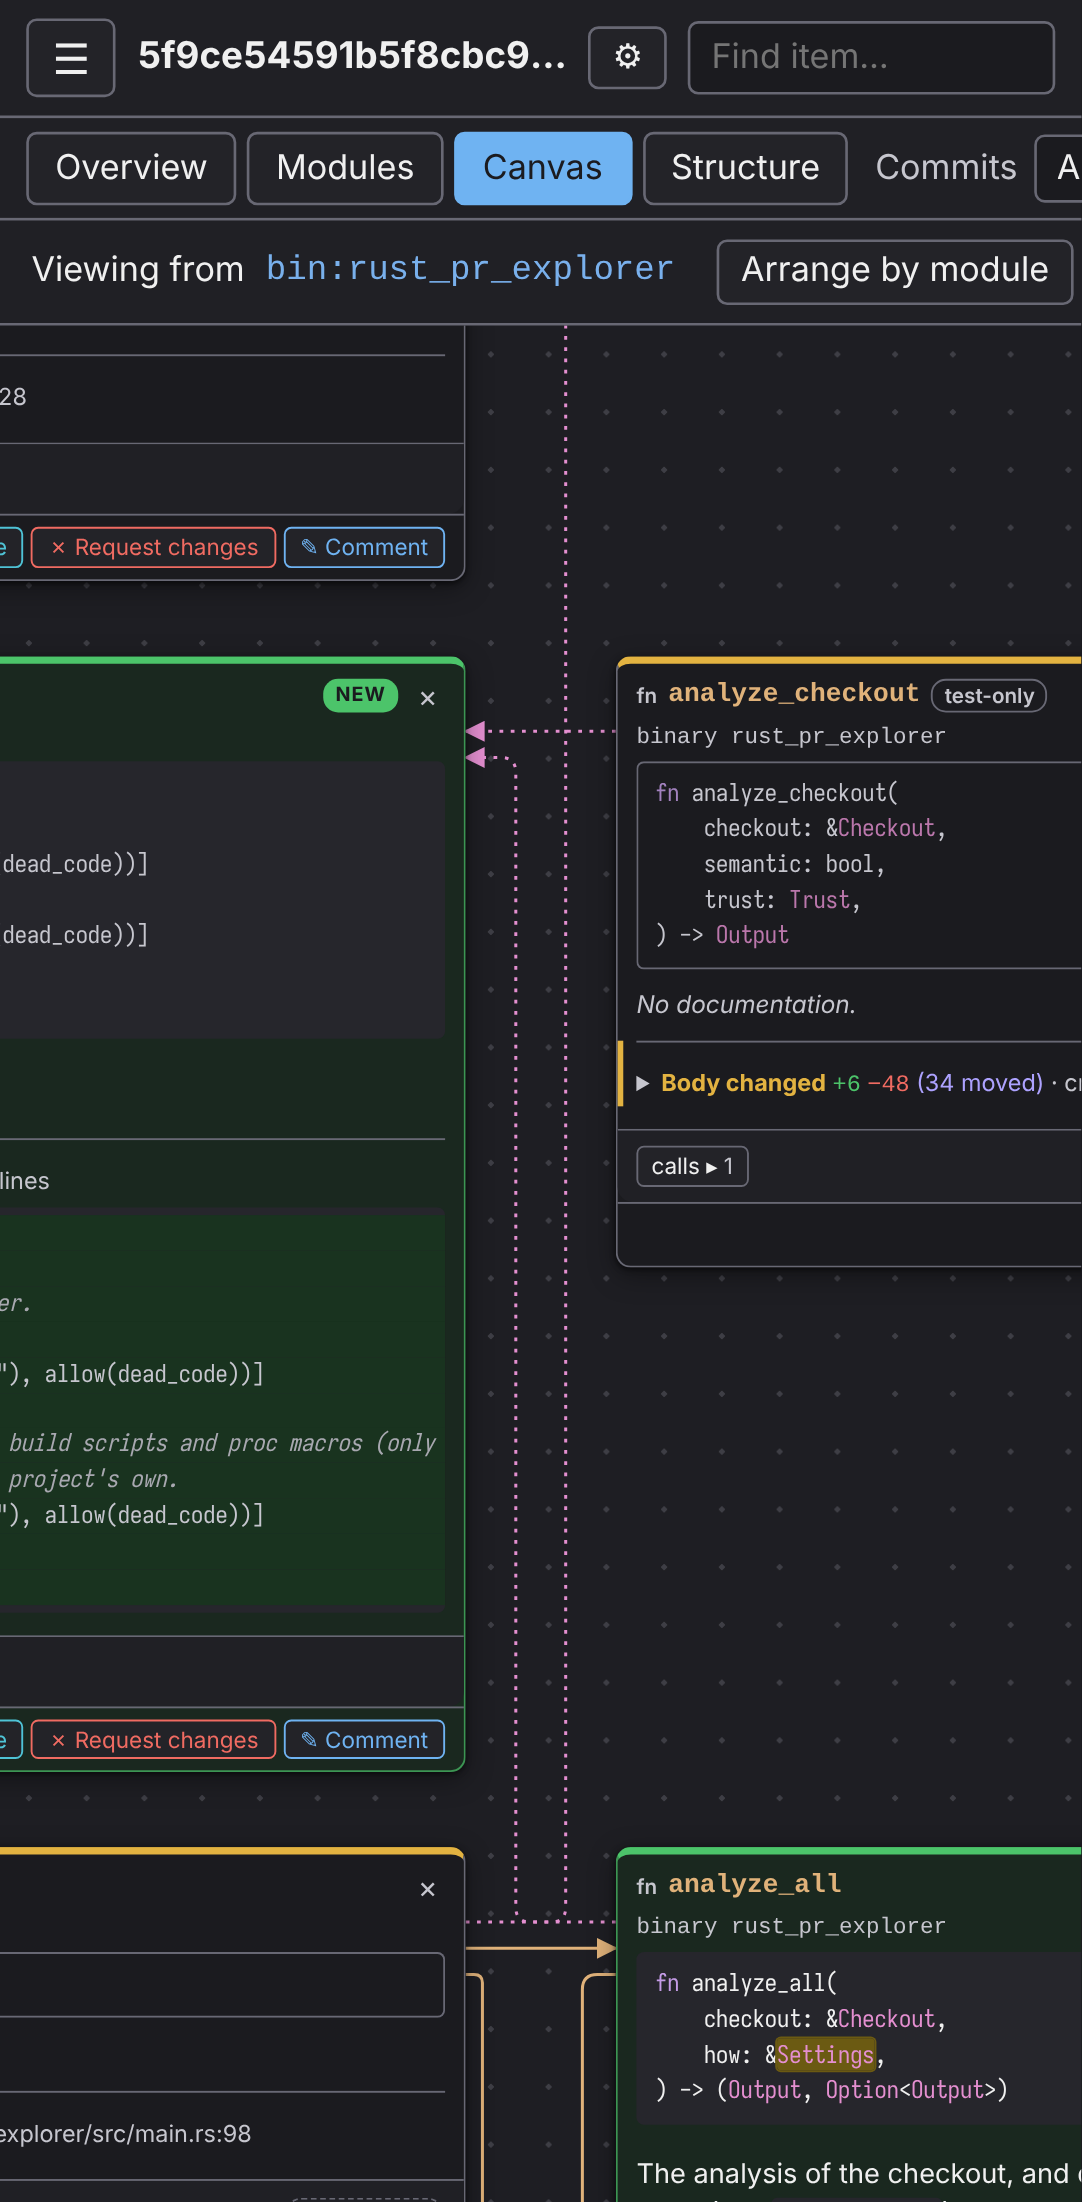 ☰ 5f9ce54591b5f8cbc9... ⚙ Find item...
Overview Modules Canvas Structure Commits A
Viewing from bin:rust_pr_explorer Arrange by module
28
e × Request changes ✎ Comment
NEW ×
dead_code))]
dead_code))]
lines
er.
"), allow(dead_code))]
build scripts and proc macros (only
project's own.
"), allow(dead_code))]
e × Request changes ✎ Comment
×
explorer/src/main.rs:98
fn analyze_checkout test-only
binary rust_pr_explorer
fn analyze_checkout(
checkout: &Checkout,
semantic: bool,
trust: Trust,
) -> Output
No documentation.
▶ Body changed +6 −48 (34 moved) · cr
calls ▸ 1
fn analyze_all
binary rust_pr_explorer
fn analyze_all(
checkout: &Checkout,
how: &Settings,
) -> (Output, Option<Output>)
The analysis of the checkout, and